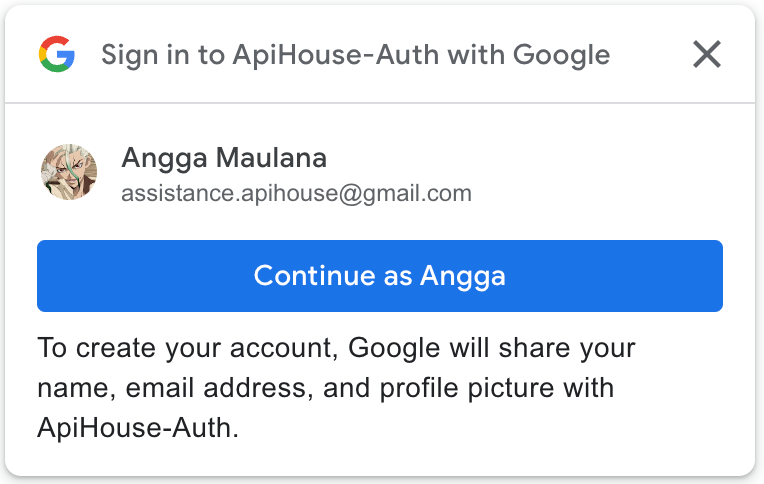 Sign in to ApiHouse-Auth with Google
Angga Maulana
assistance.apihouse@gmail.com
Continue as Angga
To create your account, Google will share your
name, email address, and profile picture with
ApiHouse-Auth.